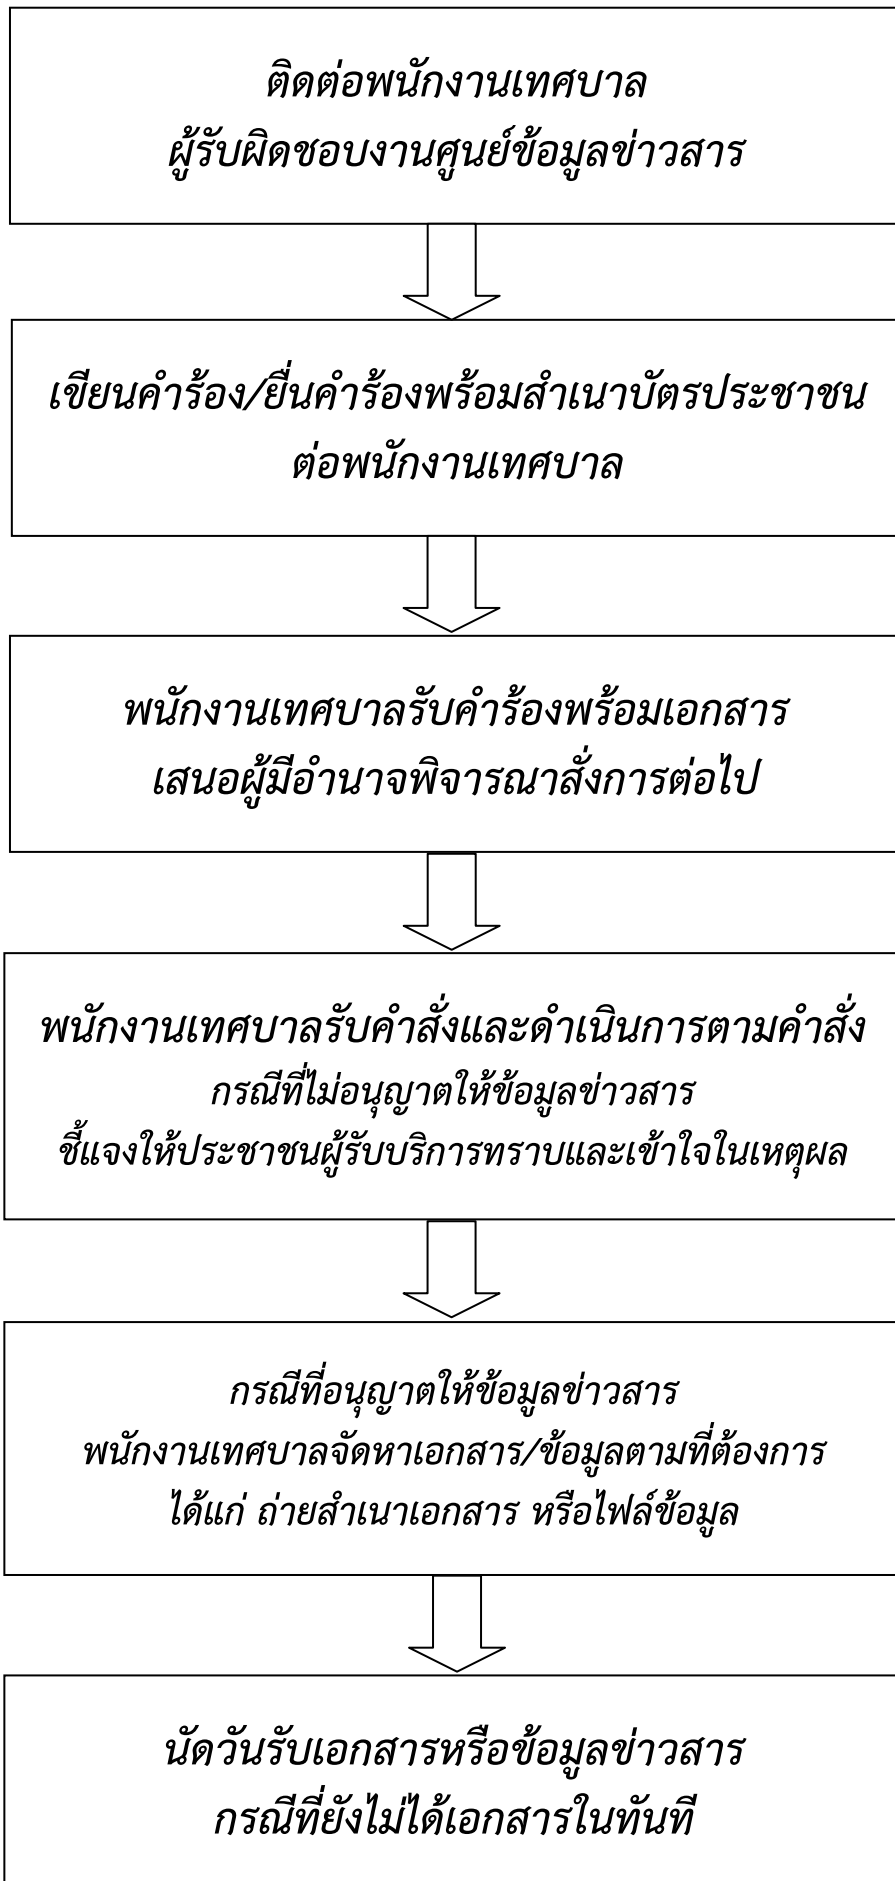 ติดต่อพนักงานเทศบาล
ผู้รับผิดชอบงานศูนย์ข้อมูลข่าวสาร
เขียนคำร้อง/ยื่นคำร้องพร้อมสำเนาบัตรประชาชน
ต่อพนักงานเทศบาล
พนักงานเทศบาลรับคำร้องพร้อมเอกสาร
เสนอผู้มีอำนาจพิจารณาสั่งการต่อไป
พนักงานเทศบาลรับคำสั่งและดำเนินการตามคำสั่ง
กรณีที่ไม่อนุญาตให้ข้อมูลข่าวสาร
ชี้แจงให้ประชาชนผู้รับบริการทราบและเข้าใจในเหตุผล
กรณีที่อนุญาตให้ข้อมูลข่าวสาร
พนักงานเทศบาลจัดหาเอกสาร/ข้อมูลตามที่ต้องการ
ได้แก่ ถ่ายสำเนาเอกสาร หรือไฟล์ข้อมูล
นัดวันรับเอกสารหรือข้อมูลข่าวสาร
กรณีที่ยังไม่ได้เอกสารในทันที